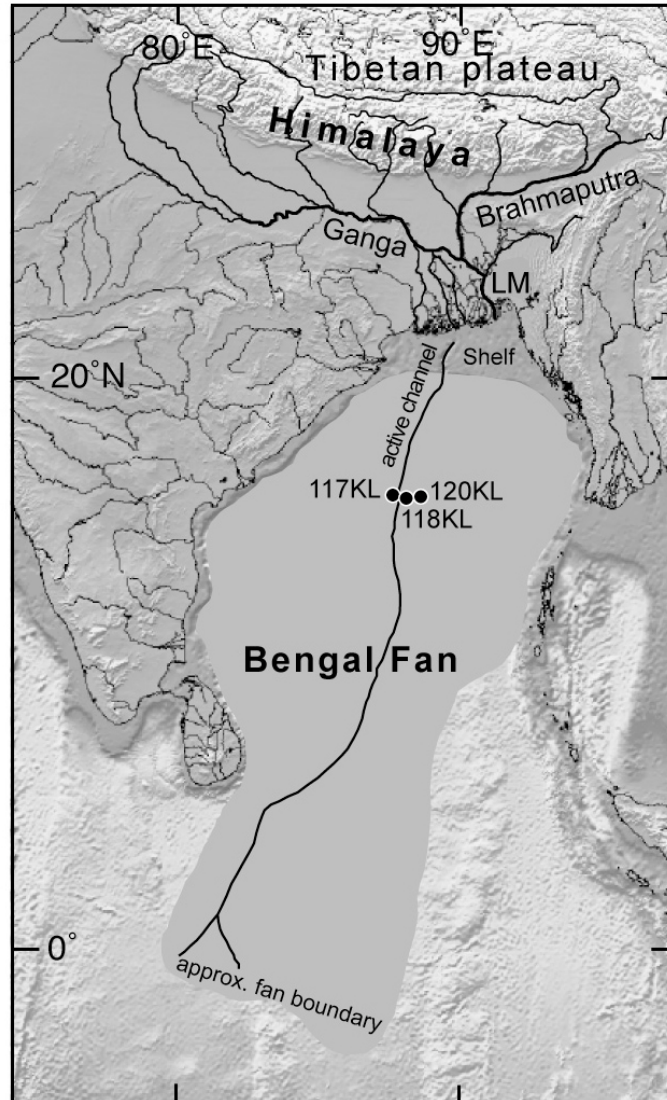 80°E
90°E
Tibetan plateau
Himalaya
Brahmaputra
Ganga
LM
Shelf
20°N
active channel
117KL
120KL
118KL
Bengal Fan
0°
approx. fan boundary